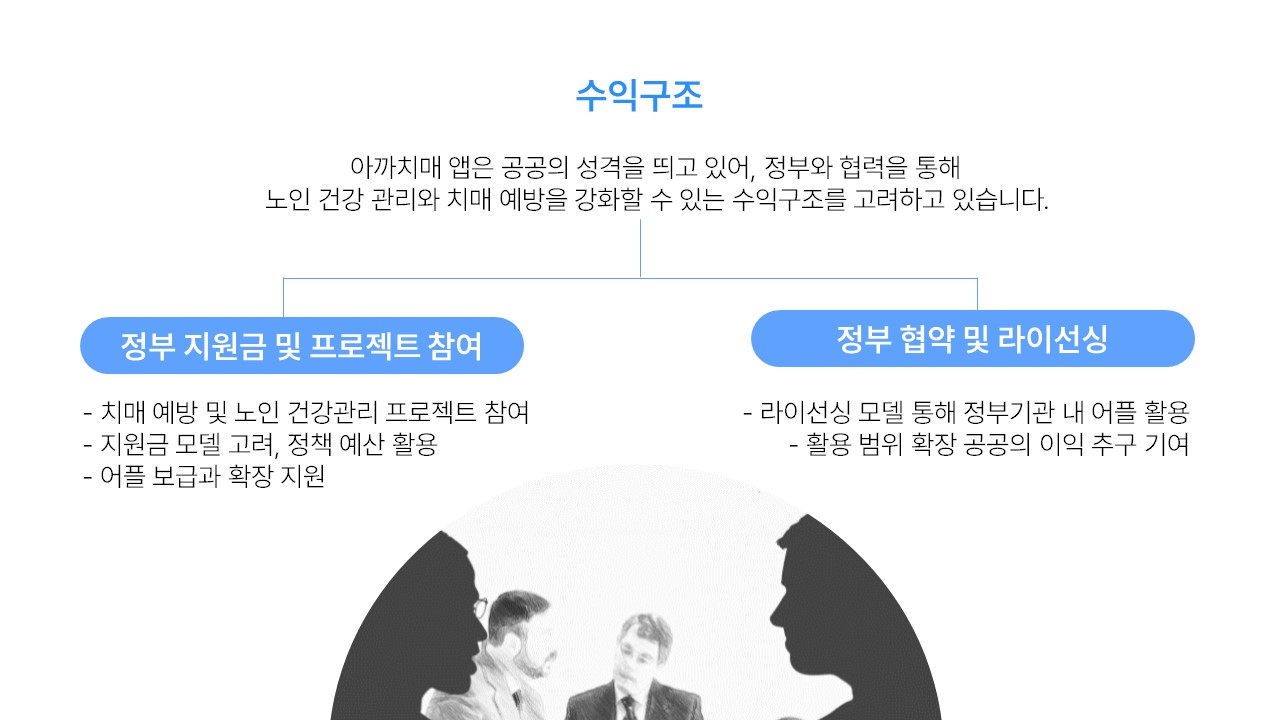 수익구조
아까치매 앱은 공공의 성격을 띄고 있어, 정부와 협력을 통해
노인 건강 관리와 치매 예방을 강화할 수 있는 수익구조를 고려하고 있습니다.
정부 지원금 및 프로젝트 참여
- 치매 예방 및 노인 건강관리 프로젝트 참여
- 지원금 모델 고려, 정책 예산 활용
- 어플 보급과 확장 지원
정부 협약 및 라이선싱
- 라이선싱 모델 통해 정부기관 내 어플 활용
- 활용 범위 확장 공공의 이익 추구 기여